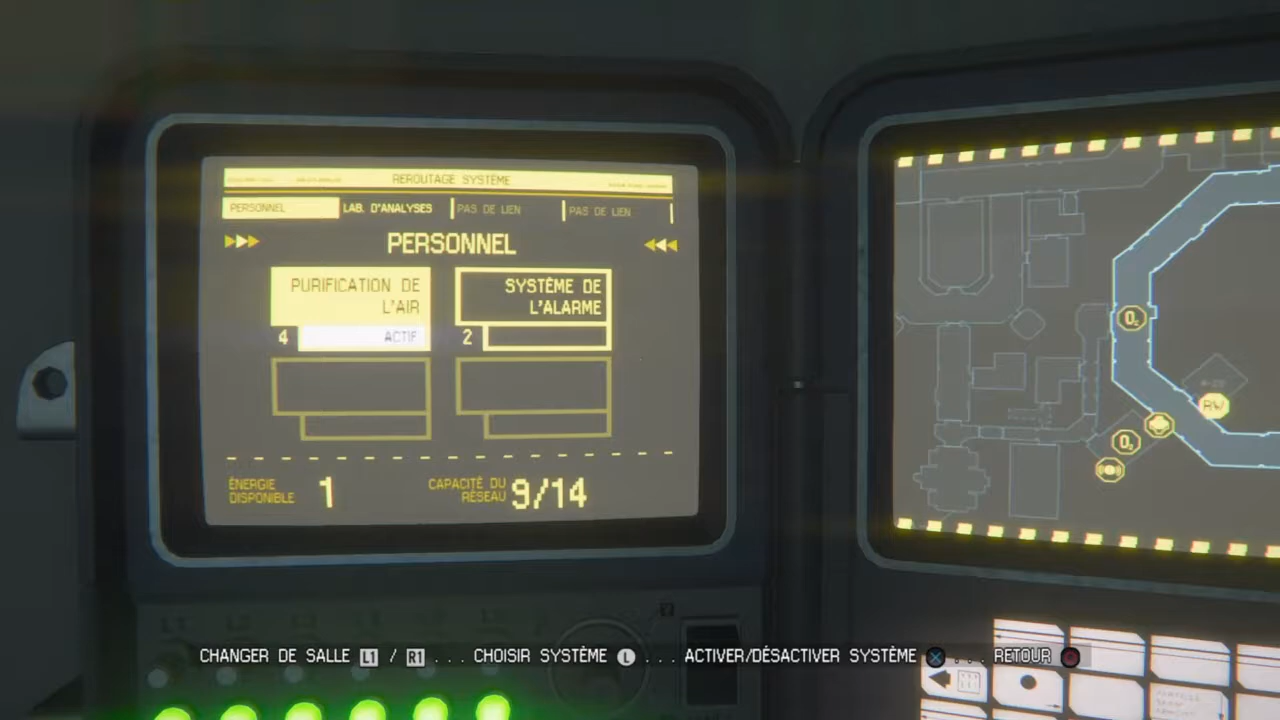 REROUTAGE SYSTÈME
PERSONNEL LAB. D'ANALYSES PAS DE LIEN PAS DE LIEN
PERSONNEL
PURIFICATION DE
L'AIR
4 ACTIF
SYSTÈME DE
L'ALARME
2
ÉNERGIE
DISPONIBLE 1
CAPACITÉ DU
RÉSEAU 9/14
O₂
RW
O₂
CHANGER DE SALLE L1 / R1 ... CHOISIR SYSTÈME L ... ACTIVER/DÉSACTIVER SYSTÈME ... RETOUR